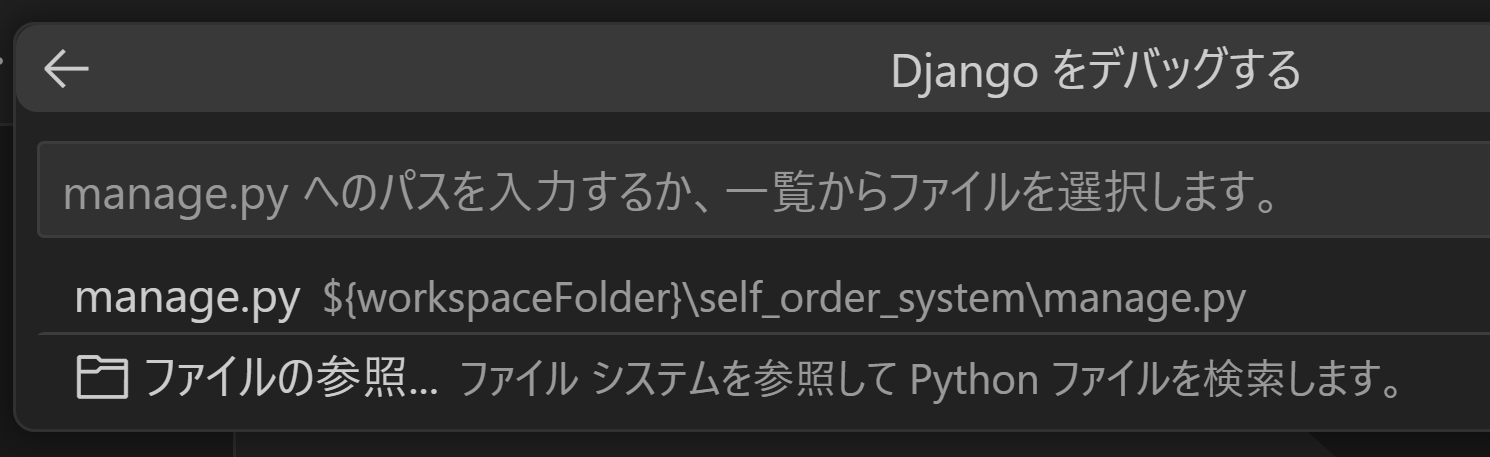 Django をデバッグする
manage.py へのパスを入力するか、一覧からファイルを選択します。
manage.py ${workspaceFolder}\self_order_system\manage.py
ファイルの参照... ファイル システムを参照して Python ファイルを検索します。